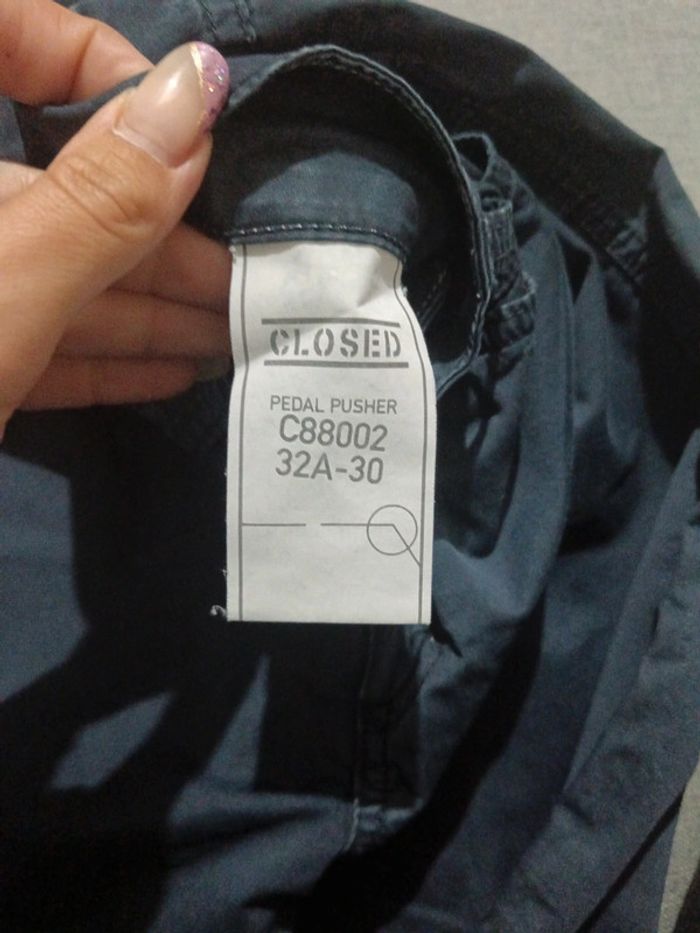 CLOSED
PEDAL PUSHER
C88002
32A-30